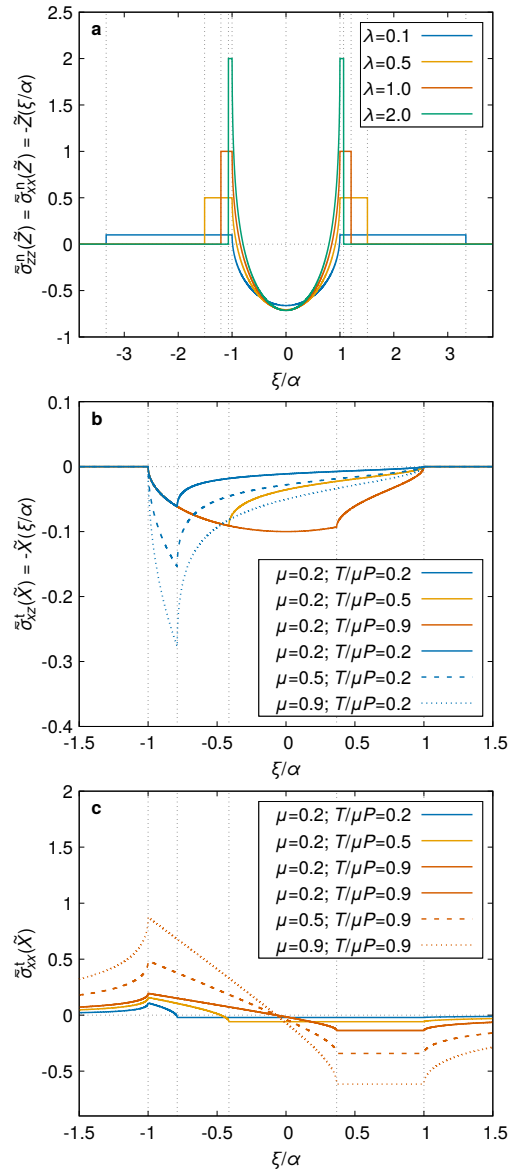 a
λ=0.1
λ=0.5
λ=1.0
λ=2.0
2.5
2
1.5
1
0.5
0
-0.5
-1
-3 -2 -1 0 1 2 3
ξ/α
σ̃ⁿzz(Z̃) = σ̃ⁿxx(Z̃) = -Z̃(ξ/α)
b
0.1
0
-0.1
-0.2
-0.3
-0.4
μ=0.2; T/μP=0.2
μ=0.2; T/μP=0.5
μ=0.2; T/μP=0.9
μ=0.2; T/μP=0.2
μ=0.5; T/μP=0.2
μ=0.9; T/μP=0.2
-1.5 -1 -0.5 0 0.5 1 1.5
ξ/α
σ̃ᵗxz(X̃) = -X̃(ξ/α)
c
2
1.5
1
0.5
0
-0.5
μ=0.2; T/μP=0.2
μ=0.2; T/μP=0.5
μ=0.2; T/μP=0.9
μ=0.2; T/μP=0.9
μ=0.5; T/μP=0.9
μ=0.9; T/μP=0.9
-1.5 -1 -0.5 0 0.5 1 1.5
ξ/α
σ̃ᵗxx(X̃)